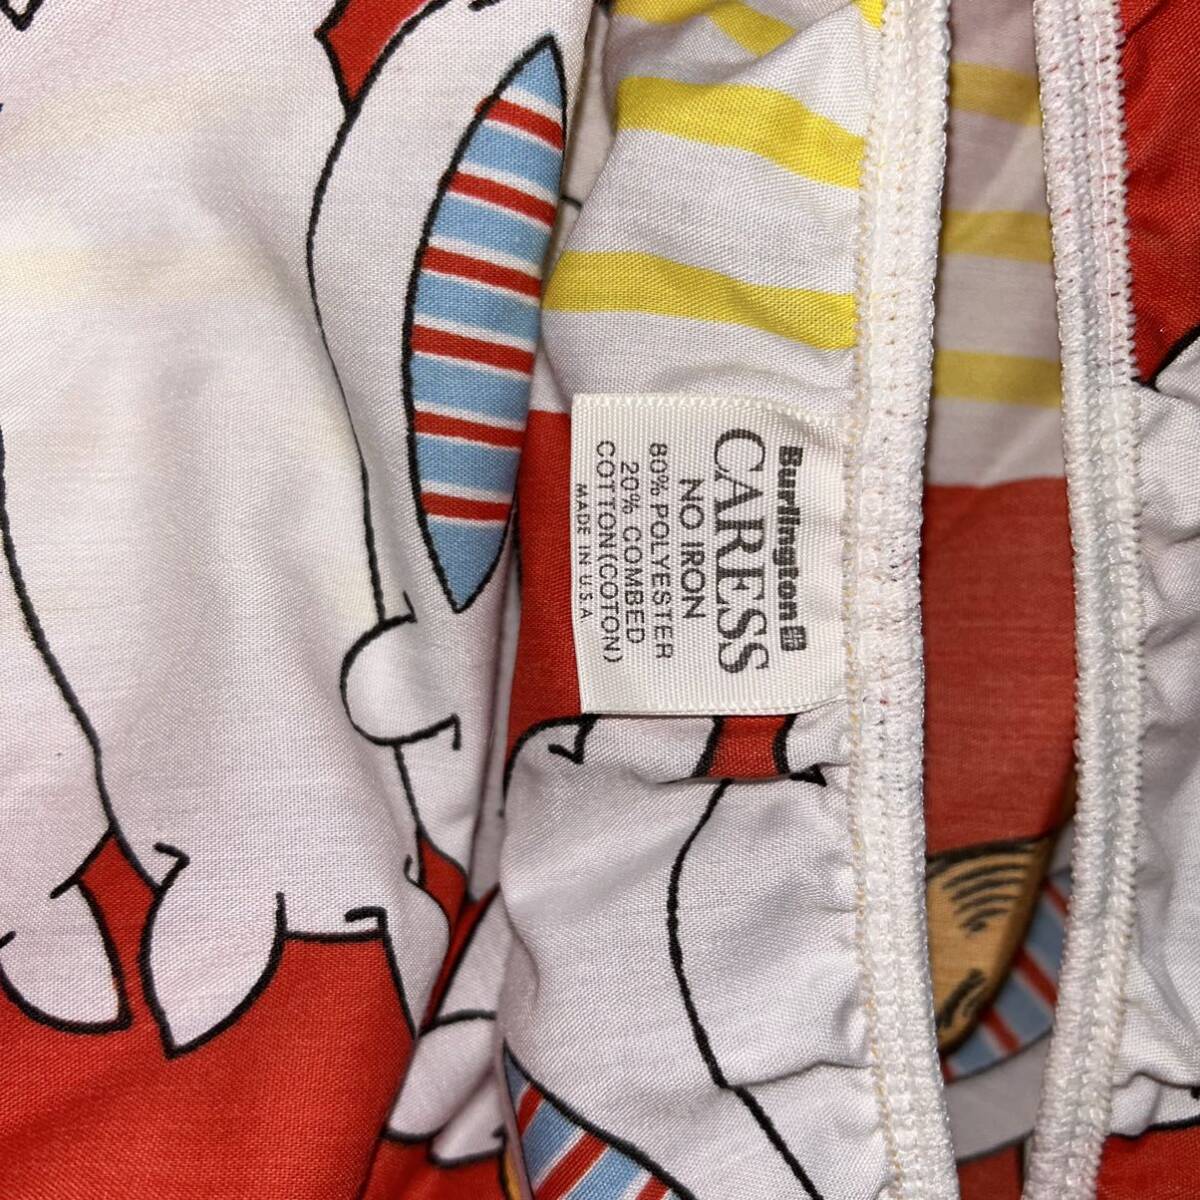 Burlington
CARESS
NO IRON
80% POLYESTER
20% COMBED
COTTON(COTON)
MADE IN U.S.A